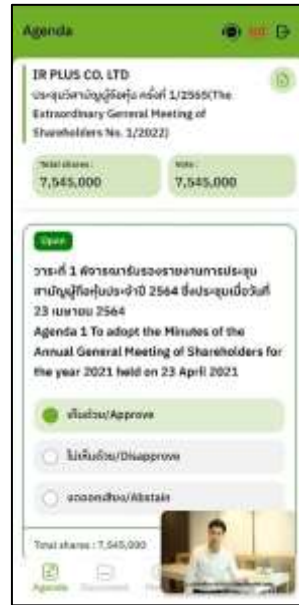 Agenda
IR PLUS CO. LTD
ประชุมวิสามัญผู้ถือหุ้น ครั้งที่ 1/2565(The
Extraordinary General Meeting of
Shareholders No. 1/2022)
Total shares :
Vote :
7,545,000
7,545,000
Open
วาระที่ 1 พิจารณารับรองรายงานการประชุม
สามัญผู้ถือหุ้นประจำปี 2564 ซึ่งประชุมเมื่อวันที่
23 เมษายน 2564
Agenda 1 To adopt the Minutes of the
Annual General Meeting of Shareholders for
the year 2021 held on 23 April 2021
เห็นด้วย/Approve
ไม่เห็นด้วย/Disapprove
งดออกเสียง/Abstain
Total shares : 7,545,000
Agenda